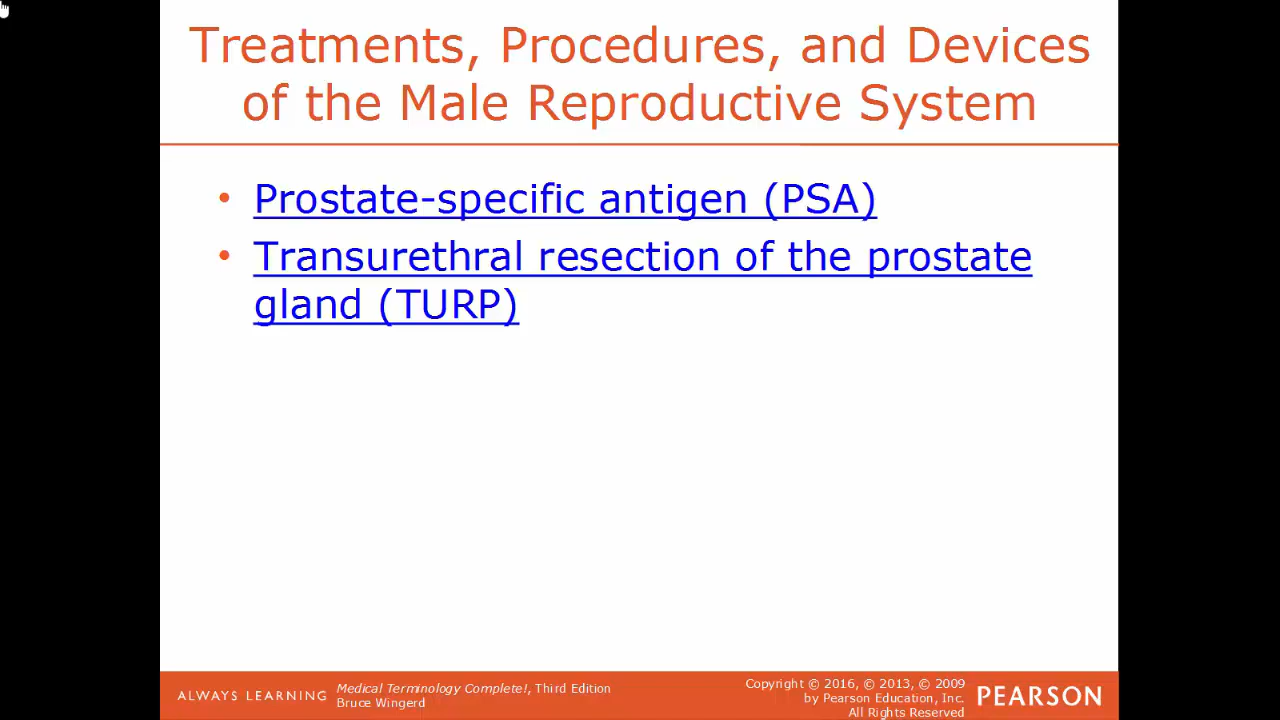 Treatments, Procedures, and Devices
of the Male Reproductive System
• Prostate-specific antigen (PSA)
• Transurethral resection of the prostate
gland (TURP)
ALWAYS LEARNING
Medical Terminology Complete!, Third Edition
Bruce Wingerd
Copyright © 2016, © 2013, © 2009
by Pearson Education, Inc.
All Rights Reserved
PEARSON